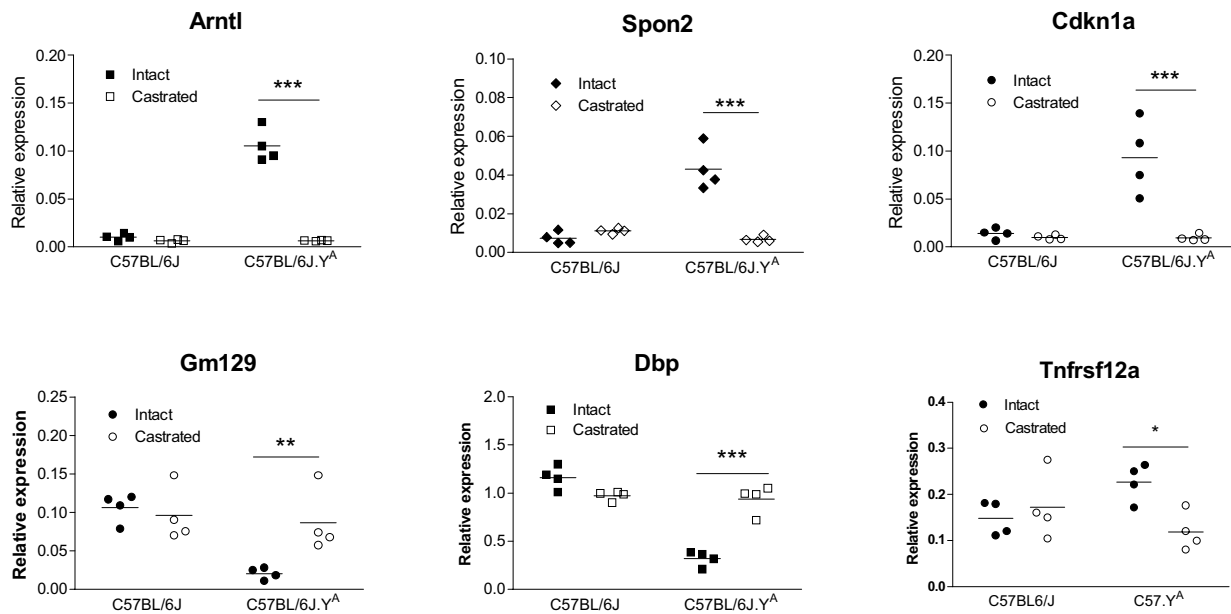 Arntl
Relative expression
0.20
0.15
0.10
0.05
0.00
Intact
Castrated
***
C57BL/6J
C57BL/6J.Y^A
Spon2
Relative expression
0.10
0.08
0.06
0.04
0.02
0.00
Intact
Castrated
***
C57BL/6J
C57BL/6J.Y^A
Cdkn1a
Relative expression
0.20
0.15
0.10
0.05
0.00
Intact
Castrated
***
C57BL/6J
C57BL/6J.Y^A
Gm129
Relative expression
0.25
0.20
0.15
0.10
0.05
0.00
Intact
Castrated
**
C57BL/6J
C57BL/6J.Y^A
Dbp
Relative expression
2.0
1.5
1.0
0.5
0.0
Intact
Castrated
***
C57BL/6J
C57BL/6J.Y^A
Tnfrsf12a
Relative expression
0.4
0.3
0.2
0.1
0.0
Intact
Castrated
*
C57BL6/J
C57.Y^A